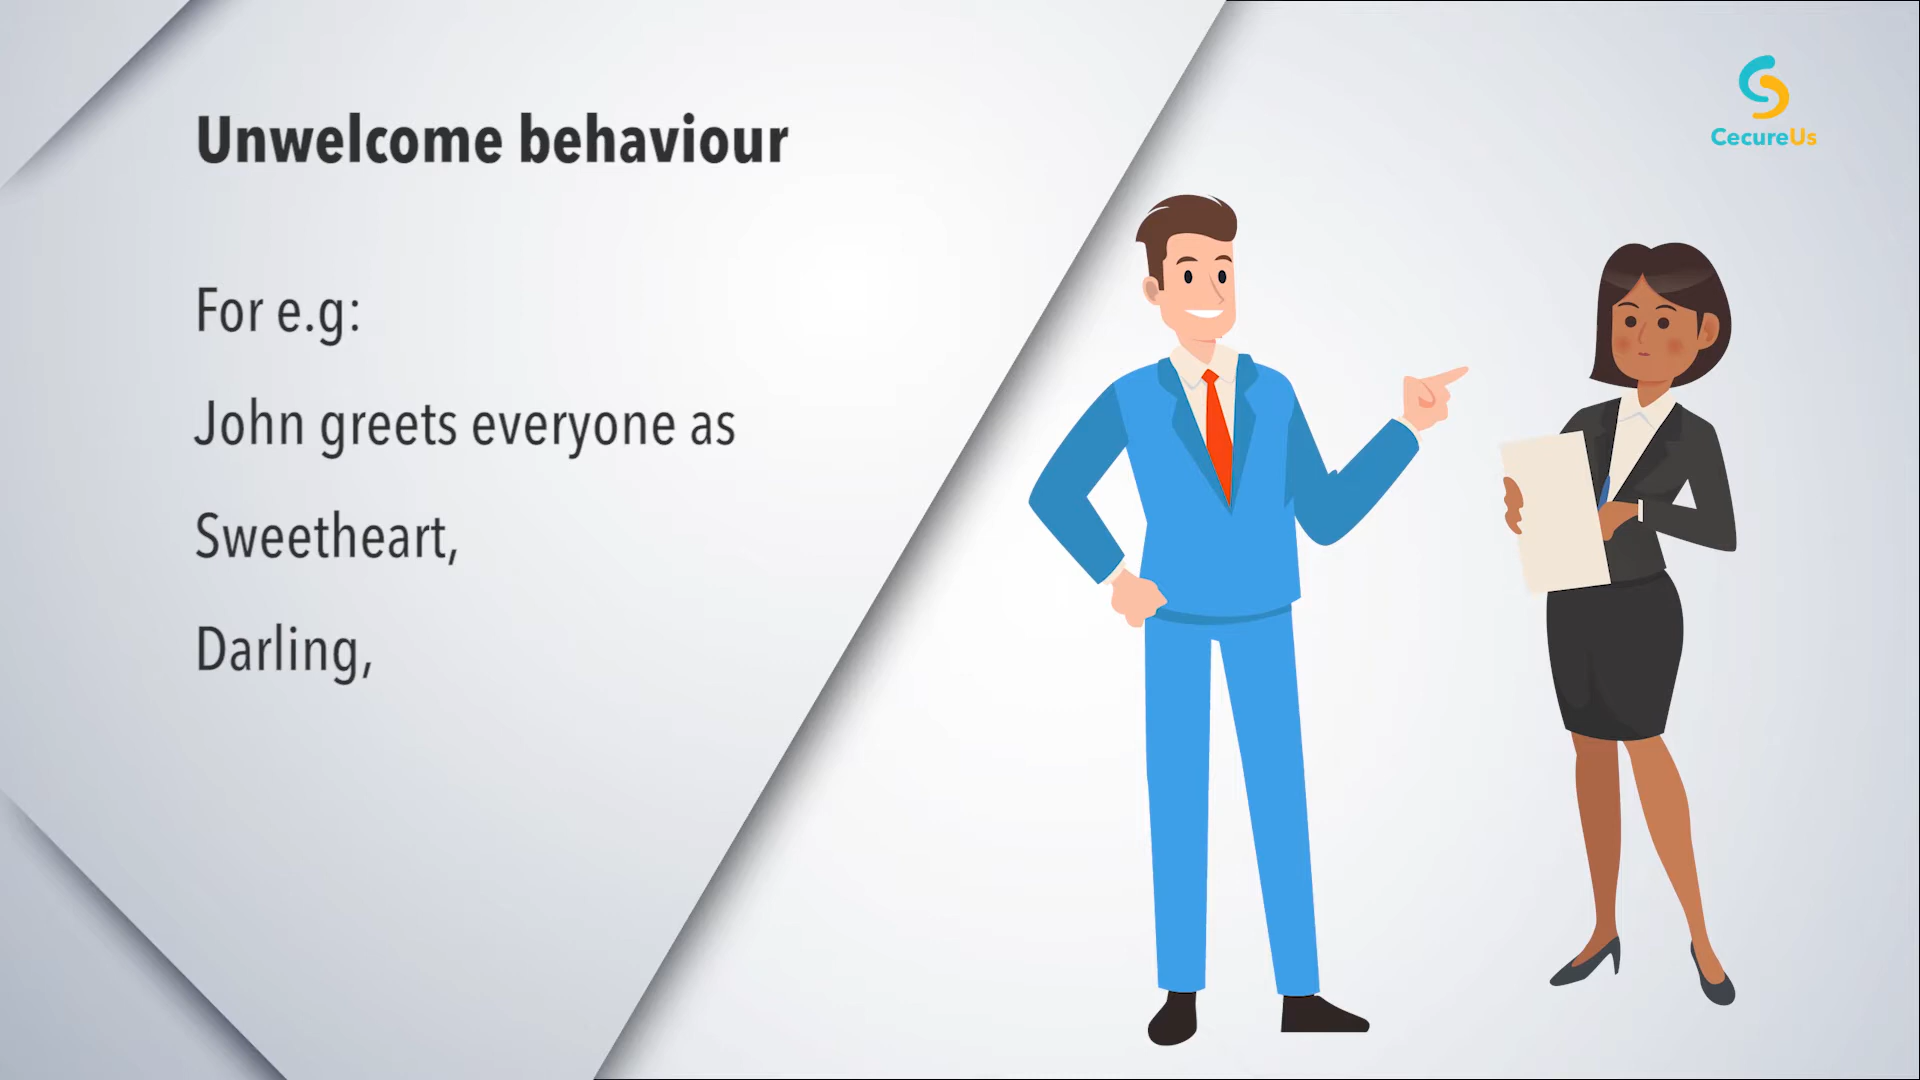 Unwelcome behaviour
For e.g:
John greets everyone as
Sweetheart,
Darling,
CecureUs